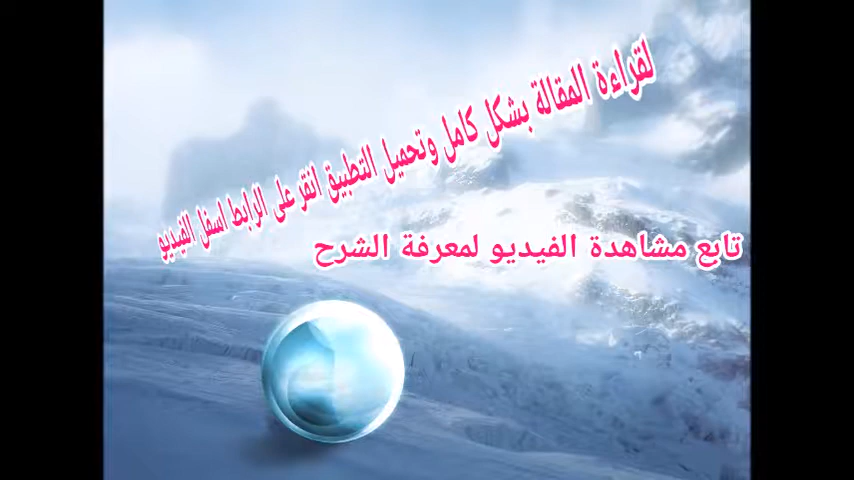 لقراءة المقالة بشكل كامل وتحميل التطبيق انقر على الرابط اسفل الفيديو
تابع مشاهدة الفيديو لمعرفة الشرح